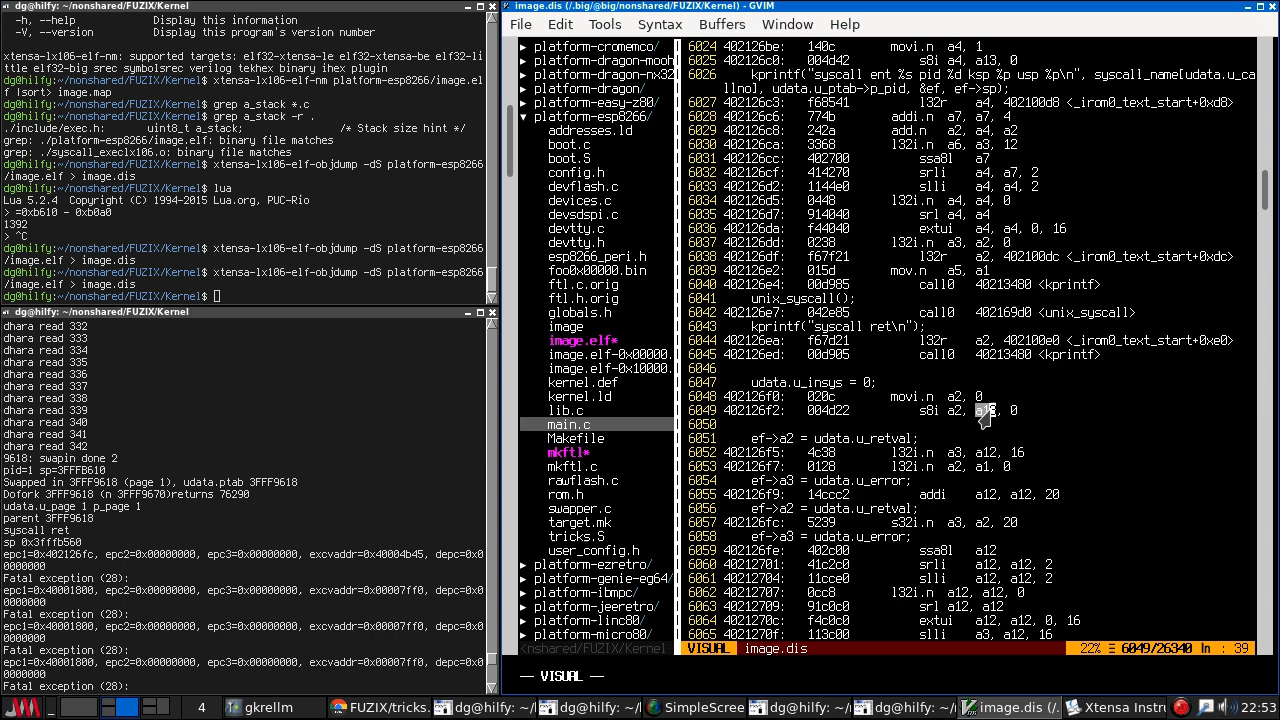 dg@hilfy: ~/nonshared/FUZIX/Kernel
-h, --help Display this information
-V, --version Display this program's version number
xtensa-lx106-elf-nm: supported targets: elf32-xtensa-le elf32-xtensa-be elf32-li
ttle elf32-big srec symbolsrec verilog tekhex binary ihex plugin
dg@hilfy:~/nonshared/FUZIX/Kernel$ xtensa-lx106-elf-nm platform-esp8266/image.el
f |sort> image.map
dg@hilfy:~/nonshared/FUZIX/Kernel$ grep a_stack *.c
dg@hilfy:~/nonshared/FUZIX/Kernel$ grep a_stack -r .
./include/exec.h: uint8_t a_stack; /* Stack size hint */
grep: ./platform-esp8266/image.elf: binary file matches
grep: ./syscall_execelf32.o: binary file matches
dg@hilfy:~/nonshared/FUZIX/Kernel$ xtensa-lx106-elf-objdump -dS platform-esp8266
/image.elf > image.dis
dg@hilfy:~/nonshared/FUZIX/Kernel$ lua
Lua 5.2.4 Copyright (C) 1994-2015 Lua.org, PUC-Rio
> =0xb610 - 0xb0a0
1392
> ^C
dg@hilfy:~/nonshared/FUZIX/Kernel$ xtensa-lx106-elf-objdump -dS platform-esp8266
/image.elf > image.dis
dg@hilfy:~/nonshared/FUZIX/Kernel$ xtensa-lx106-elf-objdump -dS platform-esp8266
/image.elf > image.dis
dg@hilfy:~/nonshared/FUZIX/Kernel$
dg@hilfy: ~/nonshared/FUZIX/Kernel
dhara read 332
dhara read 333
dhara read 334
dhara read 335
dhara read 336
dhara read 337
dhara read 338
dhara read 339
dhara read 340
dhara read 341
dhara read 342
9618: swapin done 2
pid=1 sp=3FFFB610
Swapped in 3FFF9618 (page 1), udata.ptab 3FFF9618
Dofork 3FFF9618 (n 3FFF9670)returns 76290
udata.u_page 1 p_page 1
parent 3FFF9618
syscall ret
sp 0x3fffb560
epc1=0x402126fc, epc2=0x00000000, epc3=0x00000000, excvaddr=0x40004b45, depc=0x0
0000000
Fatal exception (28):
epc1=0x40001800, epc2=0x00000000, epc3=0x00000000, excvaddr=0x00007ff0, depc=0x0
0000000
Fatal exception (28):
epc1=0x40001800, epc2=0x00000000, epc3=0x00000000, excvaddr=0x00007ff0, depc=0x0
0000000
Fatal exception (28):
epc1=0x40001800, epc2=0x00000000, epc3=0x00000000, excvaddr=0x00007ff0, depc=0x0
0000000
Fatal exception (28):
image.dis (/.big/@big/nonshared/FUZIX/Kernel) - GVIM
File Edit Tools Syntax Buffers Window Help
platform-cromemco/
platform-dragon-mooh
platform-dragon-nx32
platform-dragon/
platform-easy-z80/
platform-esp8266/
addresses.ld
boot.c
boot.S
config.h
devflash.c
devices.c
devsdspi.c
devtty.c
devtty.h
esp8266_peri.h
foo0x00000.bin
ftl.c.orig
ftl.h.orig
globals.h
image
image.elf*
image.elf-0x00000.
image.elf-0x10000.
kernel.def
kernel.ld
lib.c
main.c
Makefile
mkftl*
mkftl.c
rawflash.c
rom.h
swapper.c
target.mk
tricks.S
user_config.h
platform-ezretro/
platform-genie-eg64/
platform-ibmpc/
platform-jeeretro/
platform-linc80/
platform-micro80/
<nshared/FUZIX/Kernel
6024 402126be: 140c movi.n a4, 1
6025 402126c0: 004d42 s8i a4, a13, 0
6026 kprintf("syscall ent %s pid %d ksp %p usp %p\n", syscall_name[udata.u_ca
llno], udata.u_ptab->p_pid, &ef, ef->sp);
6027 402126c3: f68541 l32r a4, 402100d8 <_irom0_text_start+0xd8>
6028 402126c6: 774b addi.n a7, a7, 4
6029 402126c8: 242a add.n a2, a4, a2
6030 402126ca: 3368 l32i.n a6, a3, 12
6031 402126cc: 402700 ssa8l a7
6032 402126cf: 414270 srli a4, a7, 2
6033 402126d2: 1144e0 slli a4, a4, 2
6034 402126d5: 0448 l32i.n a4, a4, 0
6035 402126d7: 914040 srl a4, a4
6036 402126da: f44040 extui a4, a4, 0, 16
6037 402126dd: 0238 l32i.n a3, a2, 0
6038 402126df: f67f21 l32r a2, 402100dc <_irom0_text_start+0xdc>
6039 402126e2: 015d mov.n a5, a1
6040 402126e4: 00d985 call0 40213480 <kprintf>
6041 unix_syscall();
6042 402126e7: 042e85 call0 402169d0 <unix_syscall>
6043 kprintf("syscall ret\n");
6044 402126ea: f67d21 l32r a2, 402100e0 <_irom0_text_start+0xe0>
6045 402126ed: 00d985 call0 40213480 <kprintf>
6046
6047 udata.u_insys = 0;
6048 402126f0: 020c movi.n a2, 0
6049 402126f2: 004d22 s8i a2, a13, 0
6050
6051 ef->a2 = udata.u_retval;
6052 402126f5: 4c38 l32i.n a3, a12, 16
6053 402126f7: 0128 l32i.n a2, a1, 0
6054 ef->a3 = udata.u_error;
6055 402126f9: 14ccc2 addi a12, a12, 20
6056 ef->a2 = udata.u_retval;
6057 402126fc: 5239 s32i.n a3, a2, 20
6058 ef->a3 = udata.u_error;
6059 402126fe: 402c00 ssa8l a12
6060 40212701: 41c2c0 srli a12, a12, 2
6061 40212704: 11cce0 slli a12, a12, 2
6062 40212707: 0cc8 l32i.n a12, a12, 0
6063 40212709: 91c0c0 srl a12, a12
6064 4021270c: f4c0c0 extui a12, a12, 0, 16
6065 4021270f: 113c00 slli a3, a12, 16
VISUAL image.dis 22% Ξ 6049/26340 ln : 39
-- VISUAL --
4 gkrellm FUZIX/tricks. dg@hilfy: ~/ dg@hilfy: ~/ SimpleScree dg@hilfy: ~/ dg@hilfy: ~/ image.dis (/. Xtensa Instr 22:53